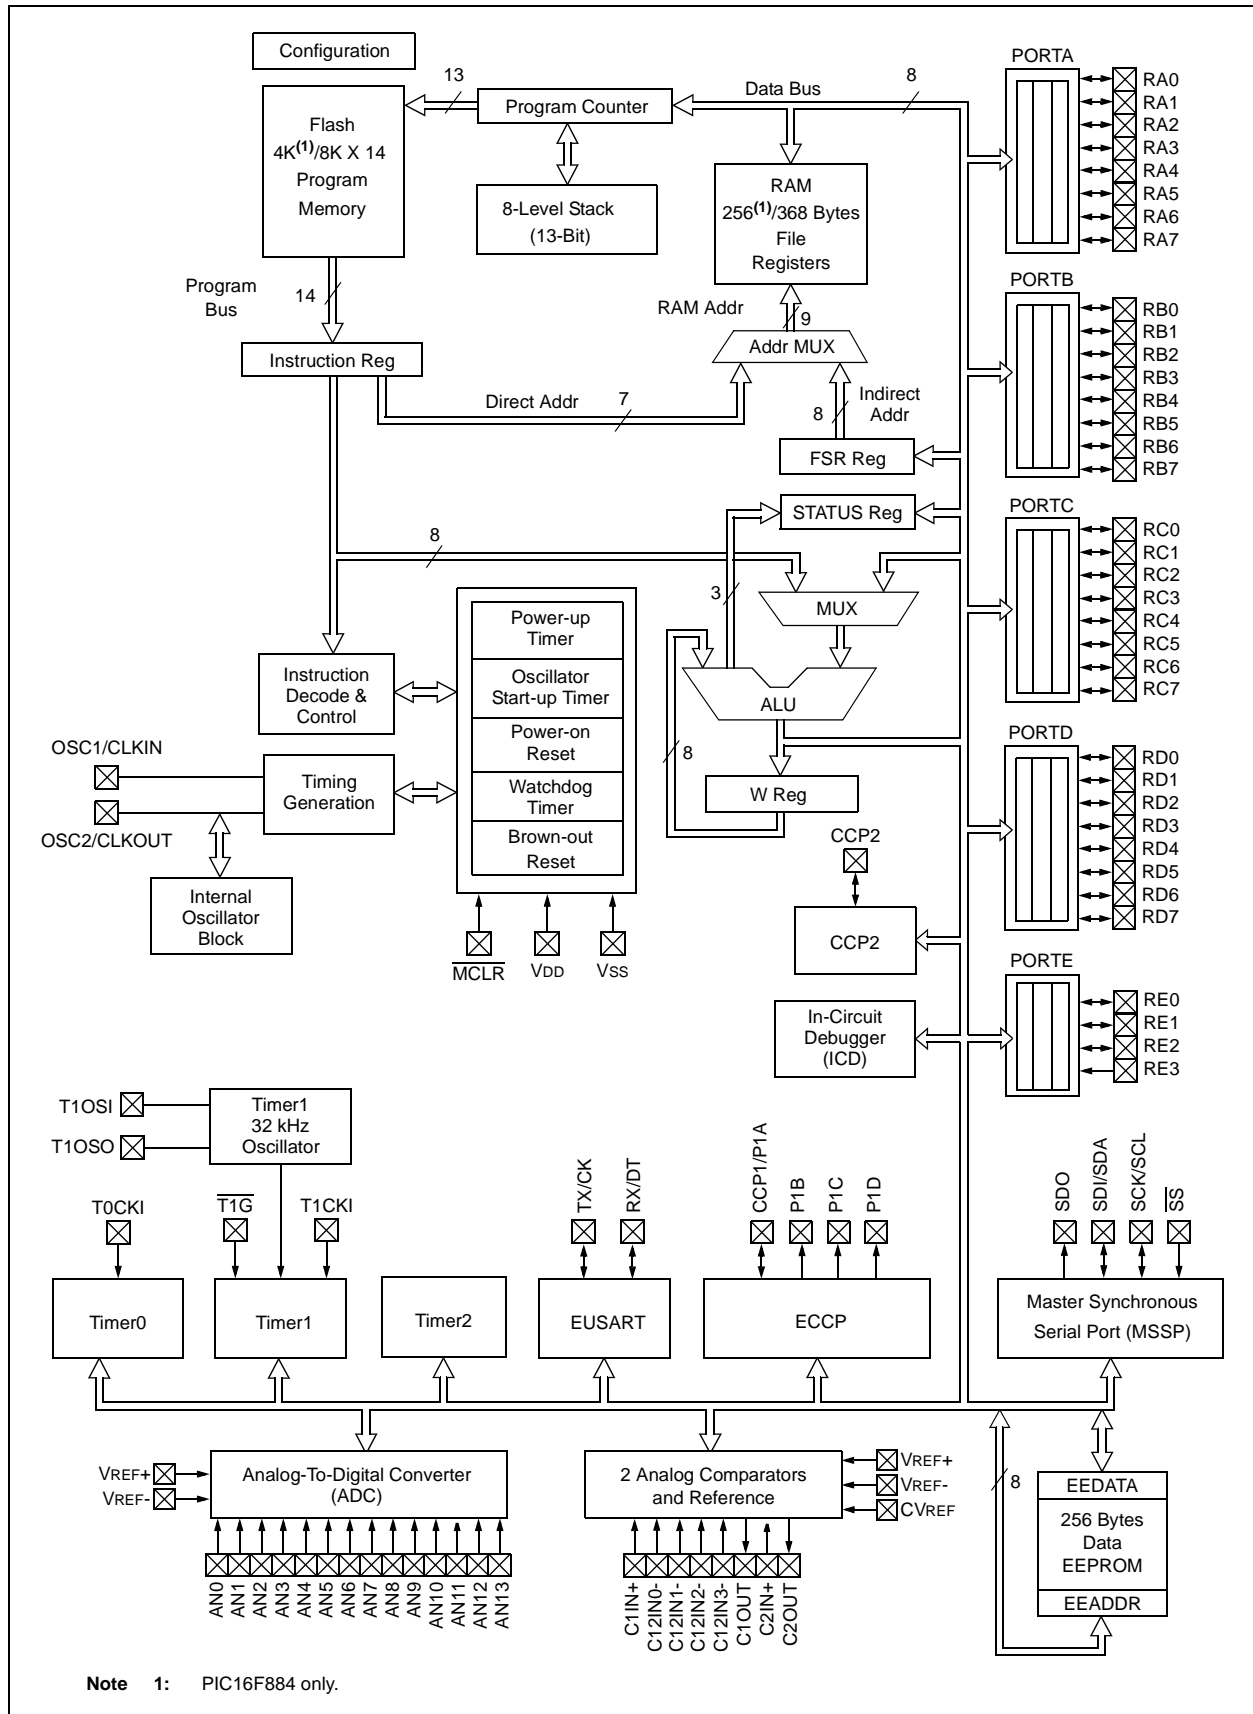 Configuration
Flash
4K(1)/8K X 14
Program
Memory
13
Program Counter
Data Bus
8
8-Level Stack
(13-Bit)
RAM
256(1)/368 Bytes
File
Registers
PORTA
RA0
RA1
RA2
RA3
RA4
RA5
RA6
RA7
Program
Bus
14
RAM Addr
9
Addr MUX
Instruction Reg
Direct Addr
7
8
Indirect
Addr
FSR Reg
STATUS Reg
PORTB
RB0
RB1
RB2
RB3
RB4
RB5
RB6
RB7
8
3
MUX
ALU
8
W Reg
PORTC
RC0
RC1
RC2
RC3
RC4
RC5
RC6
RC7
Power-up
Timer
Oscillator
Start-up Timer
Power-on
Reset
Watchdog
Timer
Brown-out
Reset
Instruction
Decode &
Control
OSC1/CLKIN
Timing
Generation
OSC2/CLKOUT
Internal
Oscillator
Block
MCLR
VDD
VSS
PORTD
RD0
RD1
RD2
RD3
RD4
RD5
RD6
RD7
CCP2
CCP2
In-Circuit
Debugger
(ICD)
PORTE
RE0
RE1
RE2
RE3
T1OSI
T1OSO
Timer1
32 kHz
Oscillator
T0CKI
T1G
T1CKI
TX/CK
RX/DT
CCP1/P1A
P1B
P1C
P1D
SDO
SDI/SDA
SCK/SCL
SS
Timer0
Timer1
Timer2
EUSART
ECCP
Master Synchronous
Serial Port (MSSP)
VREF+
VREF-
Analog-To-Digital Converter
(ADC)
2 Analog Comparators
and Reference
VREF+
VREF-
CVREF
8
EEDATA
256 Bytes
Data
EEPROM
EEADDR
AN0
AN1
AN2
AN3
AN4
AN5
AN6
AN7
AN8
AN9
AN10
AN11
AN12
AN13
C1IN+
C12IN0-
C12IN1-
C12IN2-
C12IN3-
C1OUT
C2IN+
C2OUT
Note 1: PIC16F884 only.